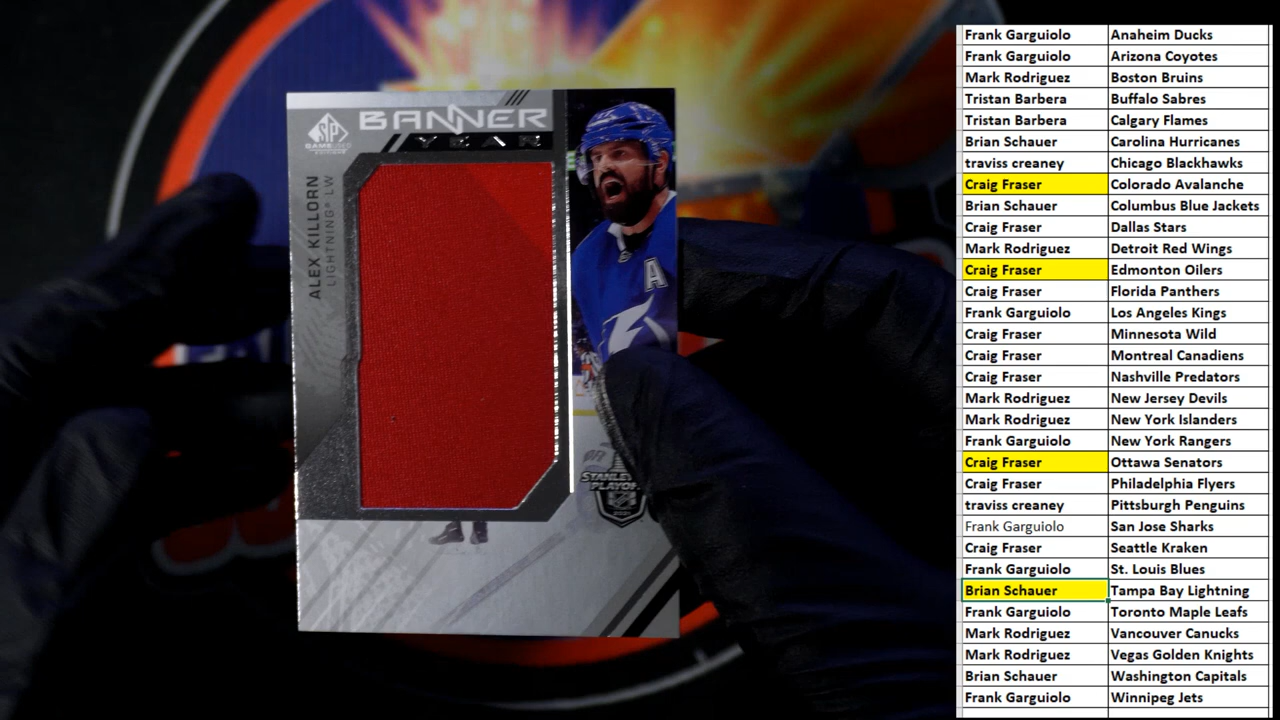 BANNER
YEAR
SP
GAME USED
EDITION
ALEX KILLORN
LIGHTNING® LW
A
STANLEY
PLAYOF
2021
Frank Garguiolo Anaheim Ducks
Frank Garguiolo Arizona Coyotes
Mark Rodriguez Boston Bruins
Tristan Barbera Buffalo Sabres
Tristan Barbera Calgary Flames
Brian Schauer Carolina Hurricanes
traviss creaney Chicago Blackhawks
Craig Fraser Colorado Avalanche
Brian Schauer Columbus Blue Jackets
Craig Fraser Dallas Stars
Mark Rodriguez Detroit Red Wings
Craig Fraser Edmonton Oilers
Craig Fraser Florida Panthers
Frank Garguiolo Los Angeles Kings
Craig Fraser Minnesota Wild
Craig Fraser Montreal Canadiens
Craig Fraser Nashville Predators
Mark Rodriguez New Jersey Devils
Mark Rodriguez New York Islanders
Frank Garguiolo New York Rangers
Craig Fraser Ottawa Senators
Craig Fraser Philadelphia Flyers
traviss creaney Pittsburgh Penguins
Frank Garguiolo San Jose Sharks
Craig Fraser Seattle Kraken
Frank Garguiolo St. Louis Blues
Brian Schauer Tampa Bay Lightning
Frank Garguiolo Toronto Maple Leafs
Mark Rodriguez Vancouver Canucks
Mark Rodriguez Vegas Golden Knights
Brian Schauer Washington Capitals
Frank Garguiolo Winnipeg Jets